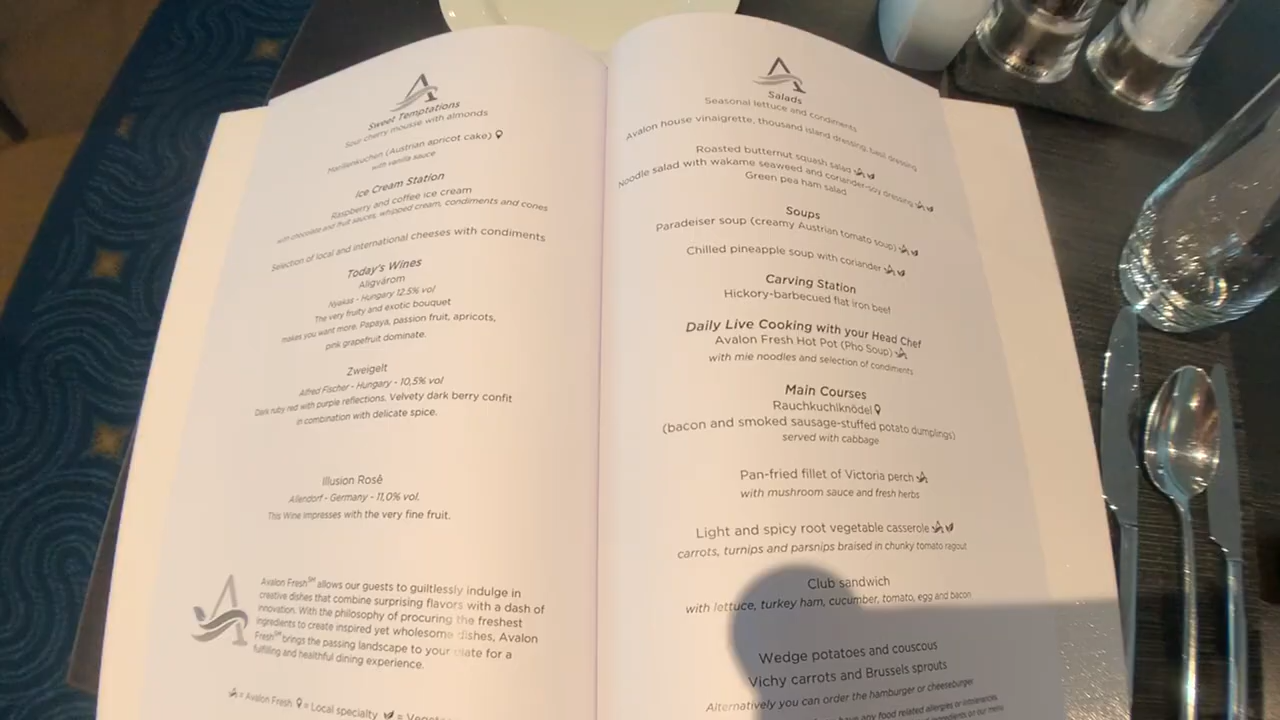 Sweet Temptations
Sour cherry mousse with almonds
Marillenkuchen (Austrian apricot cake)
with vanilla sauce
Ice Cream Station
Raspberry and coffee ice cream
with chocolate and fruit sauces, whipped cream, condiments and cones
Selection of local and international cheeses with condiments
Today's Wines
Aligvárom
Nyakas - Hungary 12.5% vol
The very fruity and exotic bouquet
makes you want more. Papaya, passion fruit, apricots,
pink grapefruit dominate.
Zweigelt
Alfred Fischer - Hungary - 10,5% vol
Dark ruby red with purple reflections. Velvety dark berry confit
in combination with delicate spice.
Illusion Rosè
Allendorf - Germany - 11,0% vol.
This Wine impresses with the very fine fruit.
Avalon Fresh℠ allows our guests to guiltlessly indulge in
creative dishes that combine surprising flavors with a dash of
innovation. With the philosophy of procuring the freshest
ingredients to create inspired yet wholesome dishes, Avalon
Fresh℠ brings the passing landscape to your plate for a
fulfilling and healthful dining experience.
= Avalon Fresh = Local specialty =
Salads
Seasonal lettuce and condiments
Avalon house vinaigrette, thousand island dressing, basil dressing
Roasted butternut squash salad
Noodle salad with wakame seaweed and coriander-soy dressing
Green pea ham salad
Soups
Paradeiser soup (creamy Austrian tomato soup)
Chilled pineapple soup with coriander
Carving Station
Hickory-barbecued flat iron beef
Daily Live Cooking with your Head Chef
Avalon Fresh Hot Pot (Pho Soup)
with mie noodles and selection of condiments
Main Courses
Rauchkuchlknödel
(bacon and smoked sausage-stuffed potato dumplings)
served with cabbage
Pan-fried fillet of Victoria perch
with mushroom sauce and fresh herbs
Light and spicy root vegetable casserole
carrots, turnips and parsnips braised in chunky tomato ragout
Club sandwich
with lettuce, turkey ham, cucumber, tomato, egg and bacon
Wedge potatoes and couscous
Vichy carrots and Brussels sprouts
Alternatively you can order the hamburger or cheeseburger
have any food related allergies or intolerances
ingredients on our menu